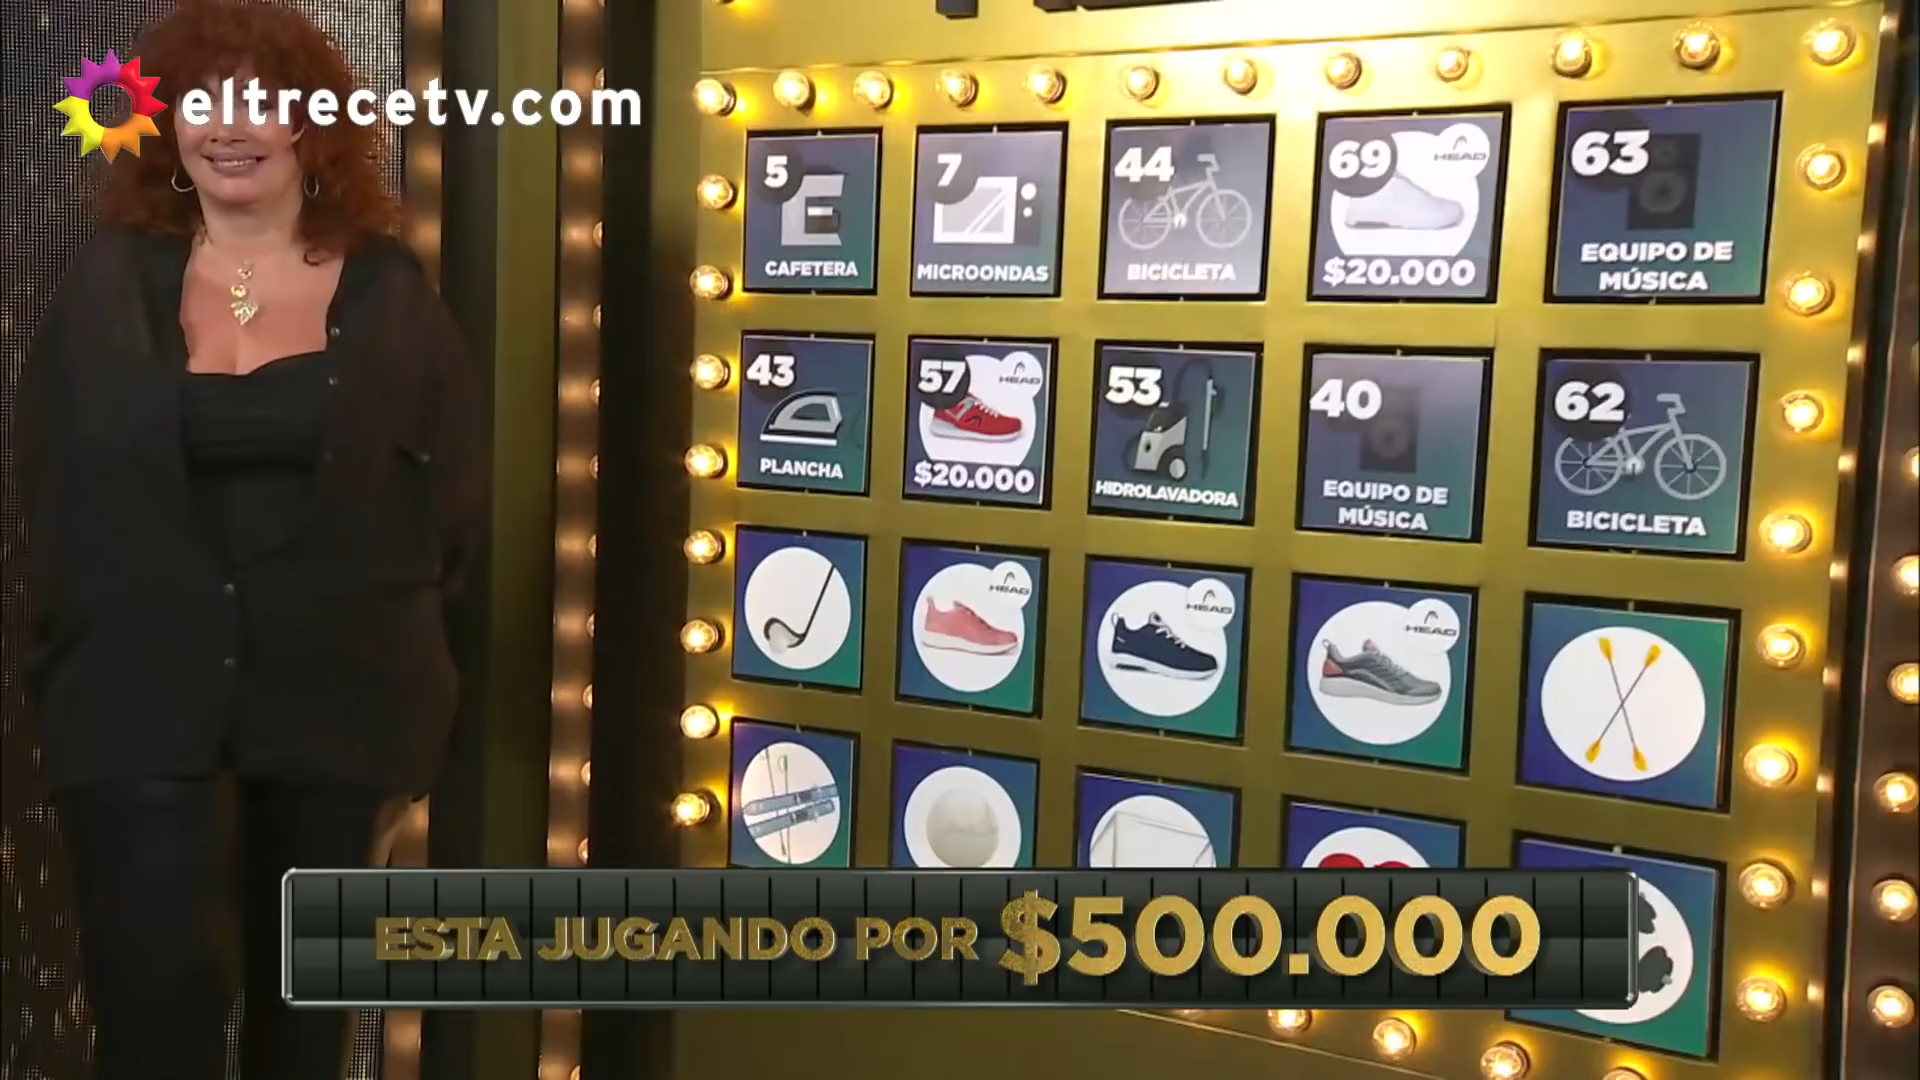 eltrecetv.com
5
CAFETERA
7
MICROONDAS
44
BICICLETA
69
HEAD
$20.000
63
EQUIPO DE
MÚSICA
43
PLANCHA
57
HEAD
$20.000
53
HIDROLAVADORA
40
EQUIPO DE
MÚSICA
62
BICICLETA
HEAD
HEAD
HEAD
ESTA JUGANDO POR $500.000